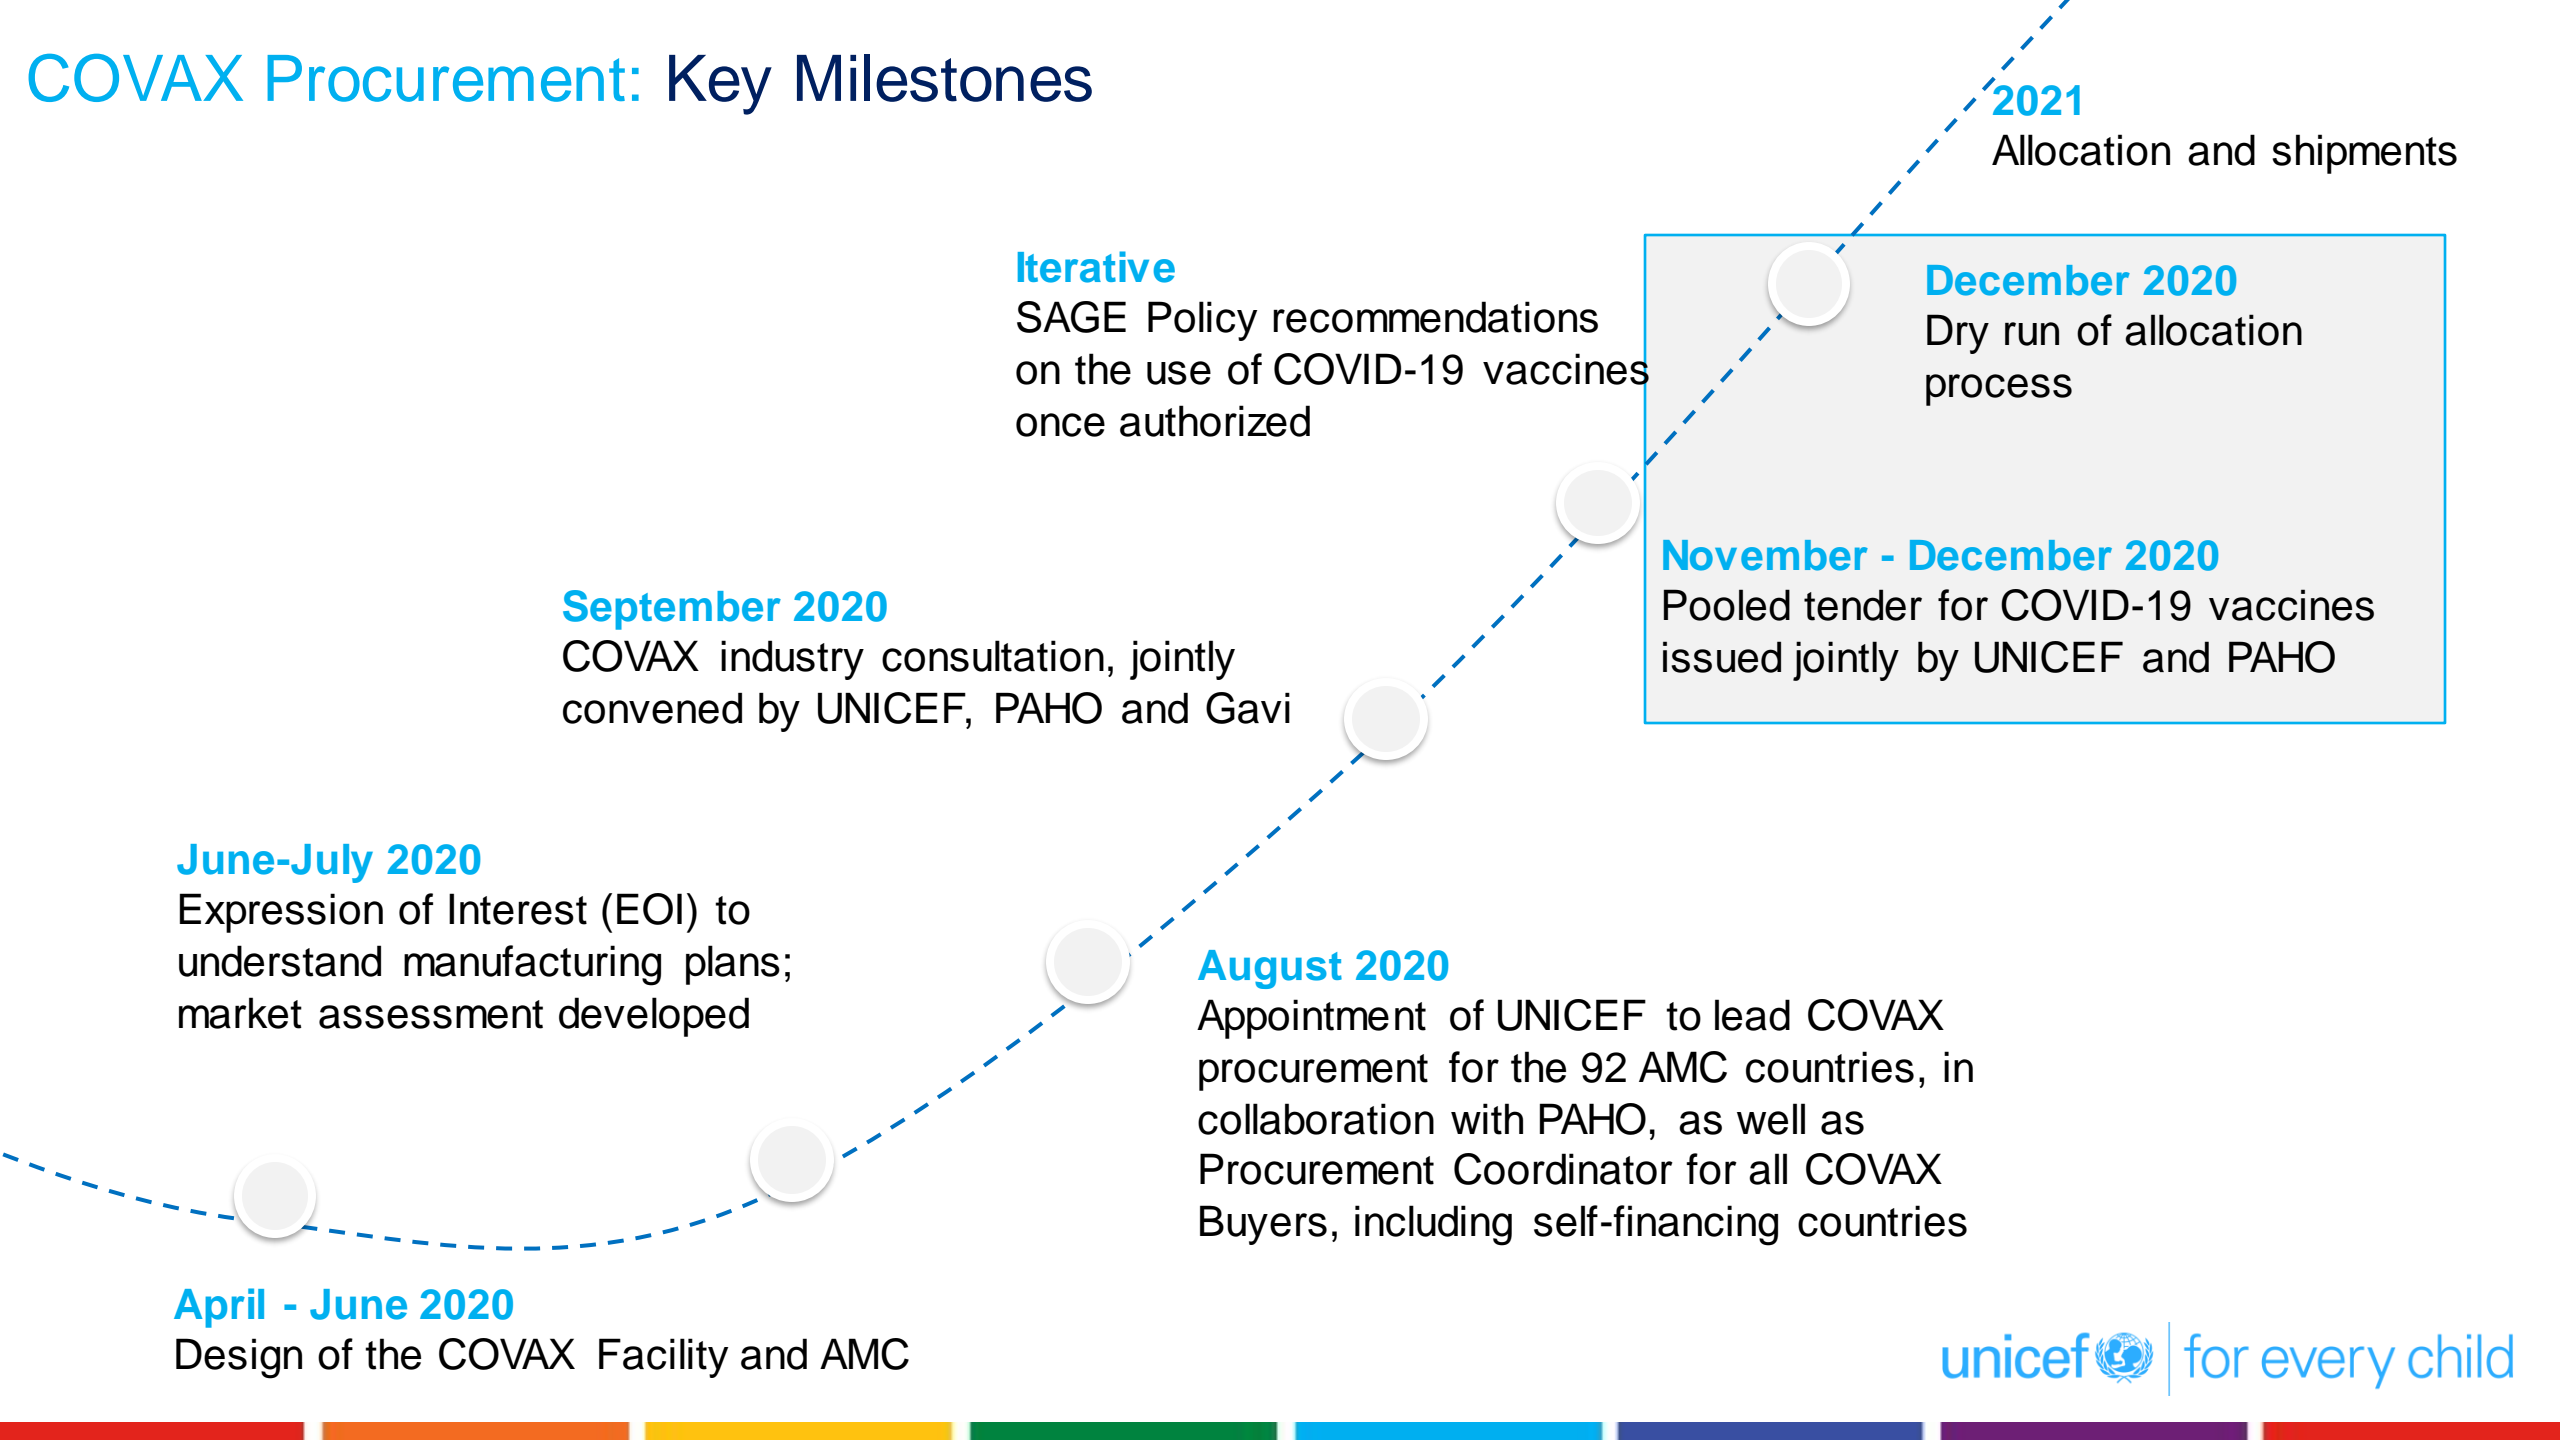 COVAX Procurement: Key Milestones
2021
Allocation and shipments
Iterative
SAGE Policy recommendations
on the use of COVID-19 vaccines
once authorized
December 2020
Dry run of allocation
process
November - December 2020
Pooled tender for COVID-19 vaccines
issued jointly by UNICEF and PAHO
September 2020
COVAX industry consultation, jointly
convened by UNICEF, PAHO and Gavi
June-July 2020
Expression of Interest (EOI) to
understand manufacturing plans;
market assessment developed
August 2020
Appointment of UNICEF to lead COVAX
procurement for the 92 AMC countries, in
collaboration with PAHO, as well as
Procurement Coordinator for all COVAX
Buyers, including self-financing countries
April - June 2020
Design of the COVAX Facility and AMC
unicef for every child